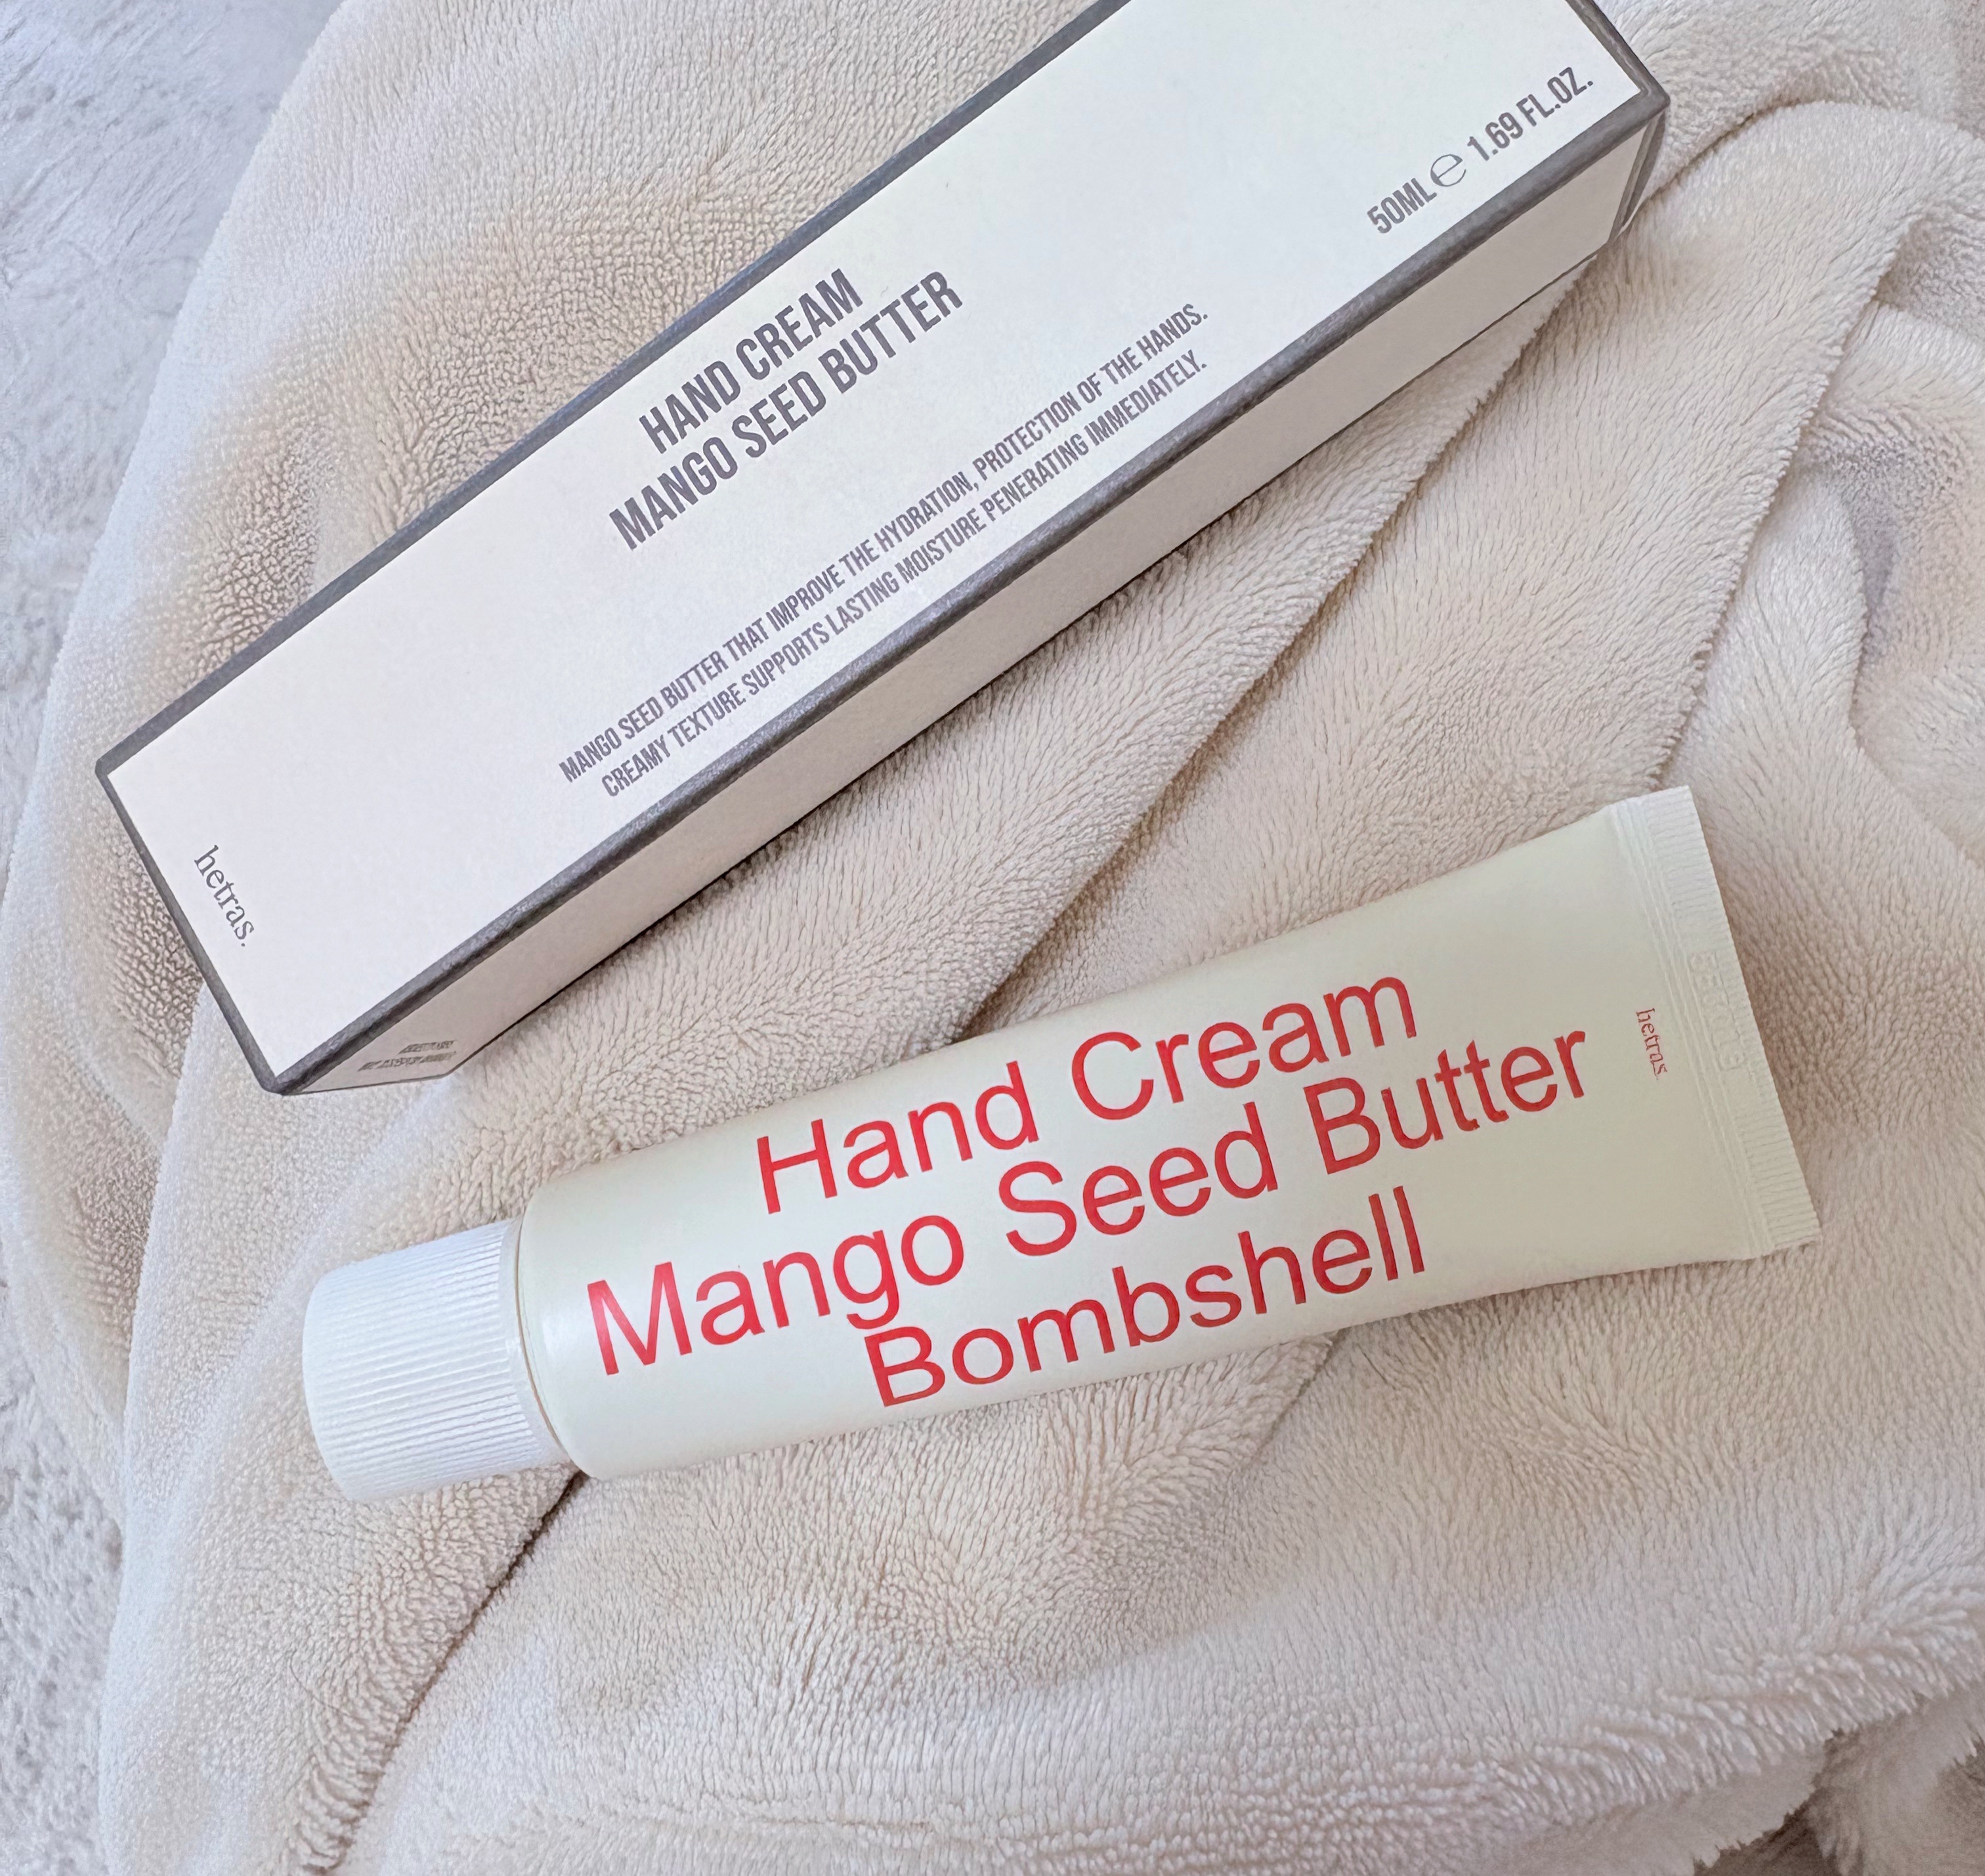 HAND CREAM
MANGO SEED BUTTER
50ML ℮ 1.69 FL.OZ.
MANGO SEED BUTTER THAT IMPROVE THE HYDRATION, PROTECTION OF THE HANDS.
CREAMY TEXTURE SUPPORTS LASTING MOISTURE PENERATING IMMEDIATELY.
hetras.
Hand Cream
Mango Seed Butter
Bombshell
hetras.